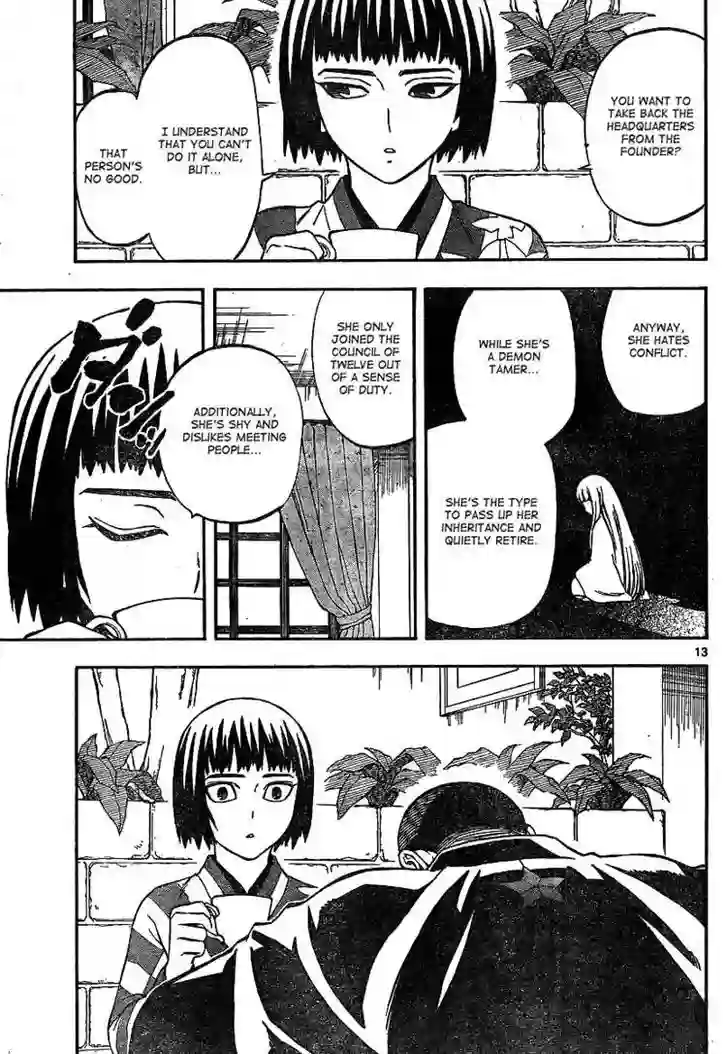 YOU WANT TO
TAKE BACK THE
HEADQUARTERS
FROM THE
FOUNDER?
I UNDERSTAND
THAT YOU CAN'T
DO IT ALONE,
BUT...
THAT
PERSON'S
NO GOOD.
ANYWAY,
SHE HATES
CONFLICT.
WHILE SHE'S
A DEMON
TAMER...
SHE'S THE TYPE
TO PASS UP HER
INHERITANCE AND
QUIETLY RETIRE.
SHE ONLY
JOINED THE
COUNCIL OF
TWELVE OUT
OF A SENSE
OF DUTY.
ADDITIONALLY,
SHE'S SHY AND
DISLIKES MEETING
PEOPLE...
13